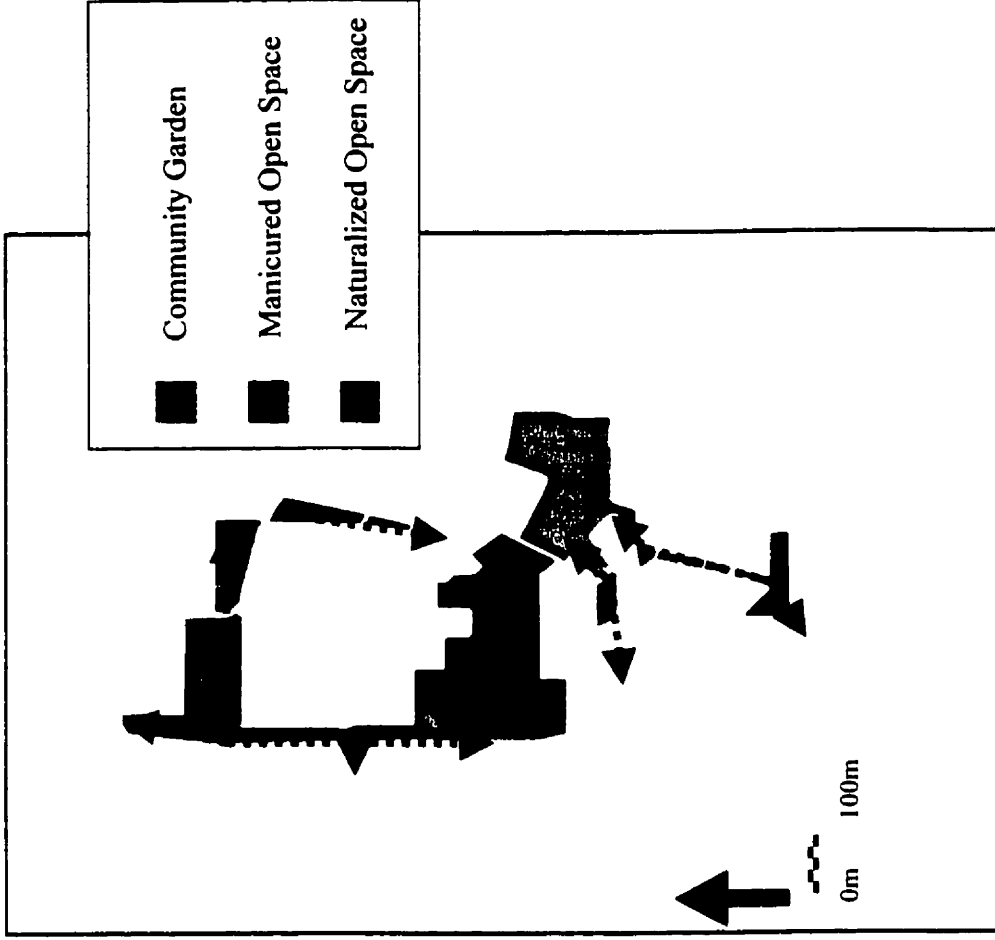 Community Garden
Manicured Open Space
Naturalized Open Space
0m 100m